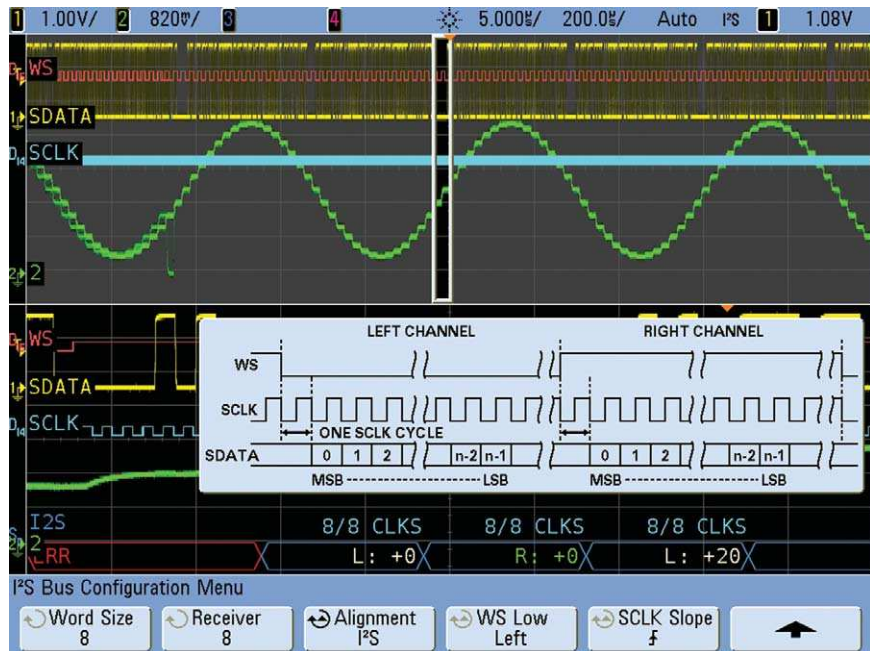 1 1.00V/ 2 820mV/ 3 4 5.000ms/ 200.0ms/ Auto I²S 1 1.08V
WS
SDATA
SCLK
2
WS
SDATA
SCLK
LEFT CHANNEL RIGHT CHANNEL
WS
SCLK
ONE SCLK CYCLE
SDATA 0 1 2 n-2 n-1 0 1 2 n-2 n-1
MSB LSB MSB LSB
I2S 8/8 CLKS 8/8 CLKS 8/8 CLKS
2
L: +0 R: +0 L: +20
I²S Bus Configuration Menu
Word Size Receiver Alignment WS Low SCLK Slope
8 8 I²S Left